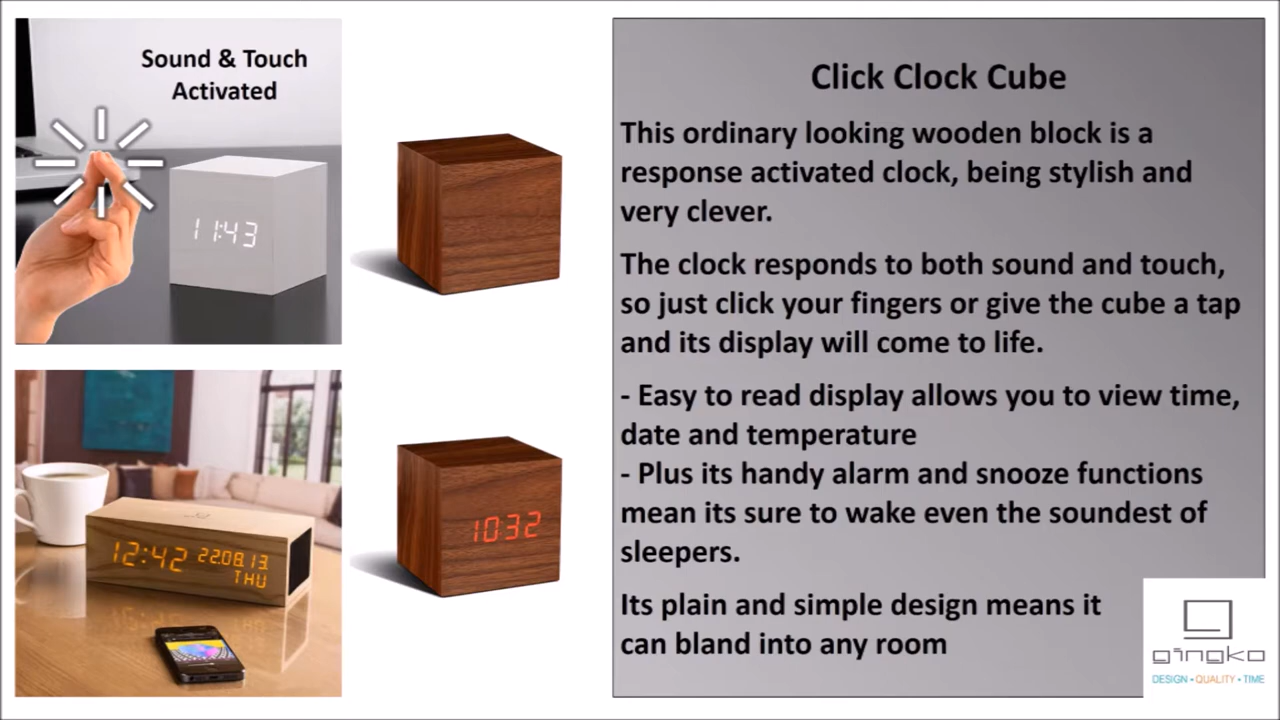 Sound & Touch
Activated
11:43
12:42
22.08.13
THU
10:32
Click Clock Cube
This ordinary looking wooden block is a
response activated clock, being stylish and
very clever.
The clock responds to both sound and touch,
so just click your fingers or give the cube a tap
and its display will come to life.
- Easy to read display allows you to view time,
date and temperature
- Plus its handy alarm and snooze functions
mean its sure to wake even the soundest of
sleepers.
Its plain and simple design means it
can bland into any room
gingko
DESIGN • QUALITY • TIME